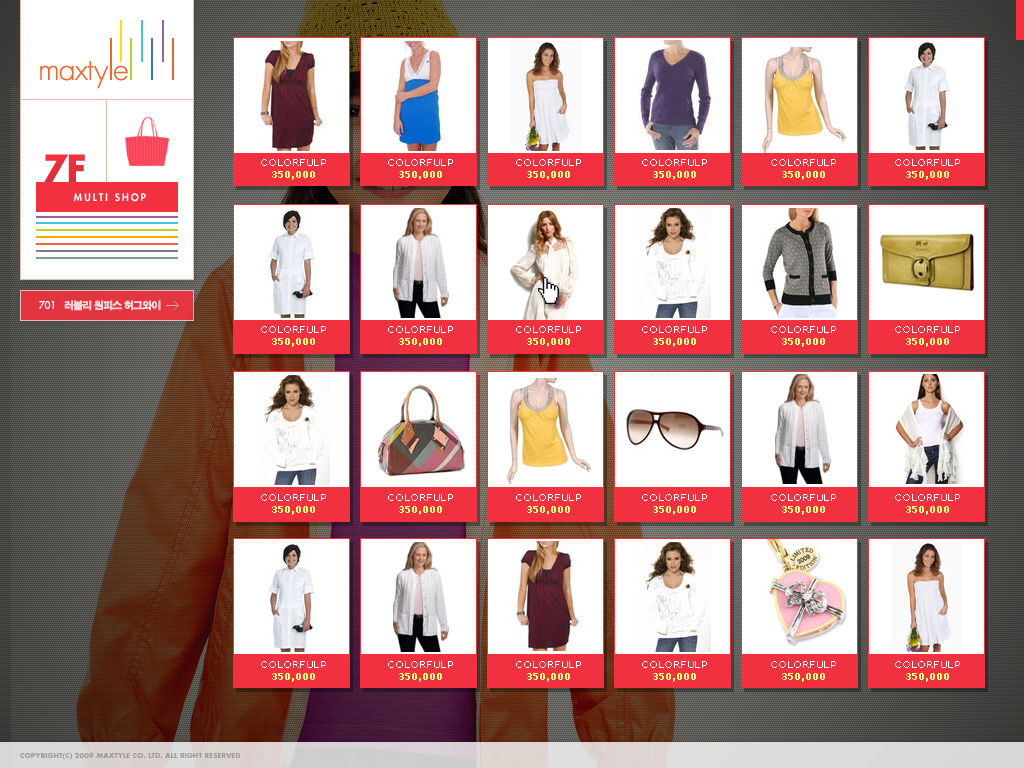 maxtyle
7F
MULTI SHOP
701 러블리 원피스 허그와이
COLORFULP COLORFULP COLORFULP COLORFULP COLORFULP COLORFULP
350,000 350,000 350,000 350,000 350,000 350,000
COLORFULP COLORFULP COLORFULP COLORFULP COLORFULP COLORFULP
350,000 350,000 350,000 350,000 350,000 350,000
COLORFULP COLORFULP COLORFULP COLORFULP COLORFULP COLORFULP
350,000 350,000 350,000 350,000 350,000 350,000
LIMITED
2009
EDITION
COLORFULP COLORFULP COLORFULP COLORFULP COLORFULP COLORFULP
350,000 350,000 350,000 350,000 350,000 350,000
COPYRIGHT(C) 2009 MAXTYLE CO. LTD. ALL RIGHT RESERVED